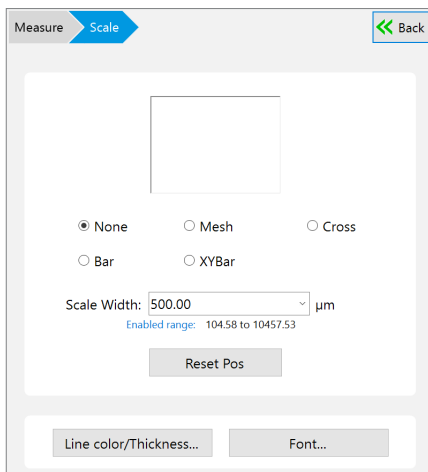 Measure Scale Back
None Mesh Cross
Bar XYBar
Scale Width: 500.00 μm
Enabled range: 104.58 to 10457.53
Reset Pos
Line color/Thickness... Font...